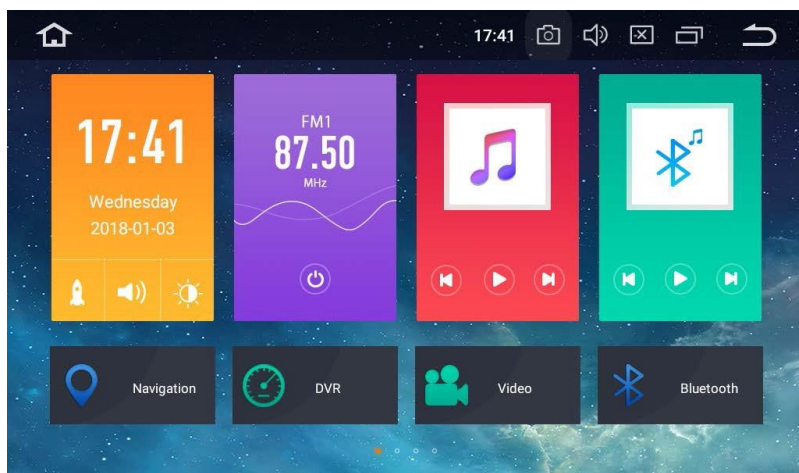 17:41
17:41
Wednesday
2018-01-03
FM1
87.50
MHz
Navigation
DVR
Video
Bluetooth